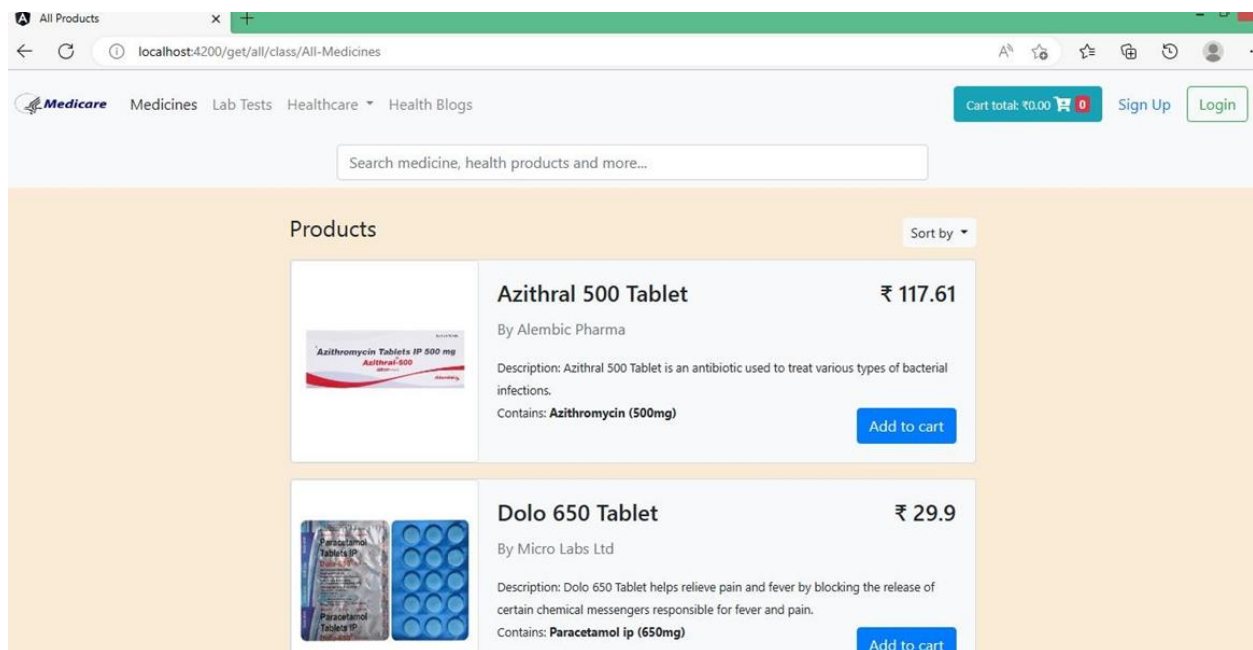 All Products
localhost:4200/get/all/class/All-Medicines
Medicare Medicines Lab Tests Healthcare Health Blogs Cart total: ₹0.00 0 Sign Up Login
Search medicine, health products and more...
Products Sort by
Azithral 500 Tablet ₹ 117.61
By Alembic Pharma
Azithromycin Tablets IP 500 mg
Azithral-500
Description: Azithral 500 Tablet is an antibiotic used to treat various types of bacterial
infections.
Contains: Azithromycin (500mg)
Add to cart
Dolo 650 Tablet ₹ 29.9
By Micro Labs Ltd
Paracetamol
Tablets IP
Dolo-650
Paracetamol
Tablets IP
Description: Dolo 650 Tablet helps relieve pain and fever by blocking the release of
certain chemical messengers responsible for fever and pain.
Contains: Paracetamol ip (650mg)
Add to cart